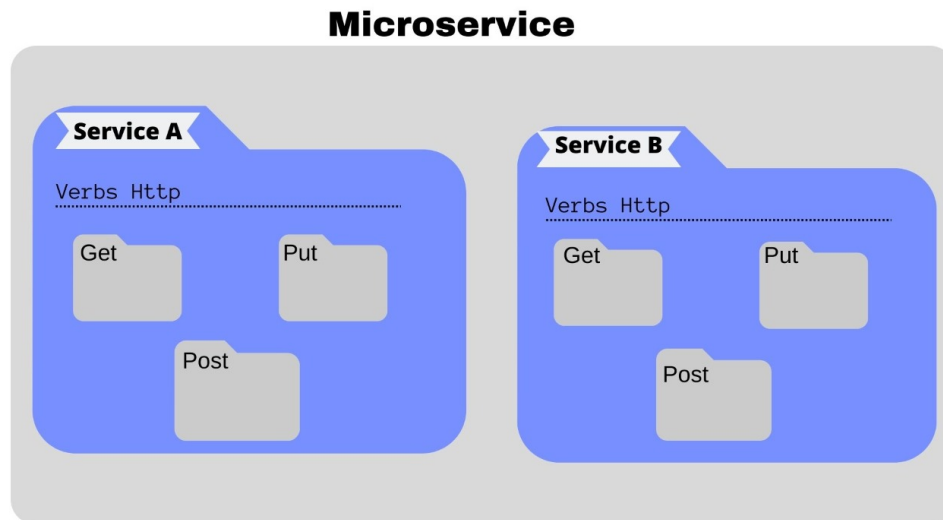 Microservice
Service A
Verbs Http
Get
Put
Post
Service B
Verbs Http
Get
Put
Post